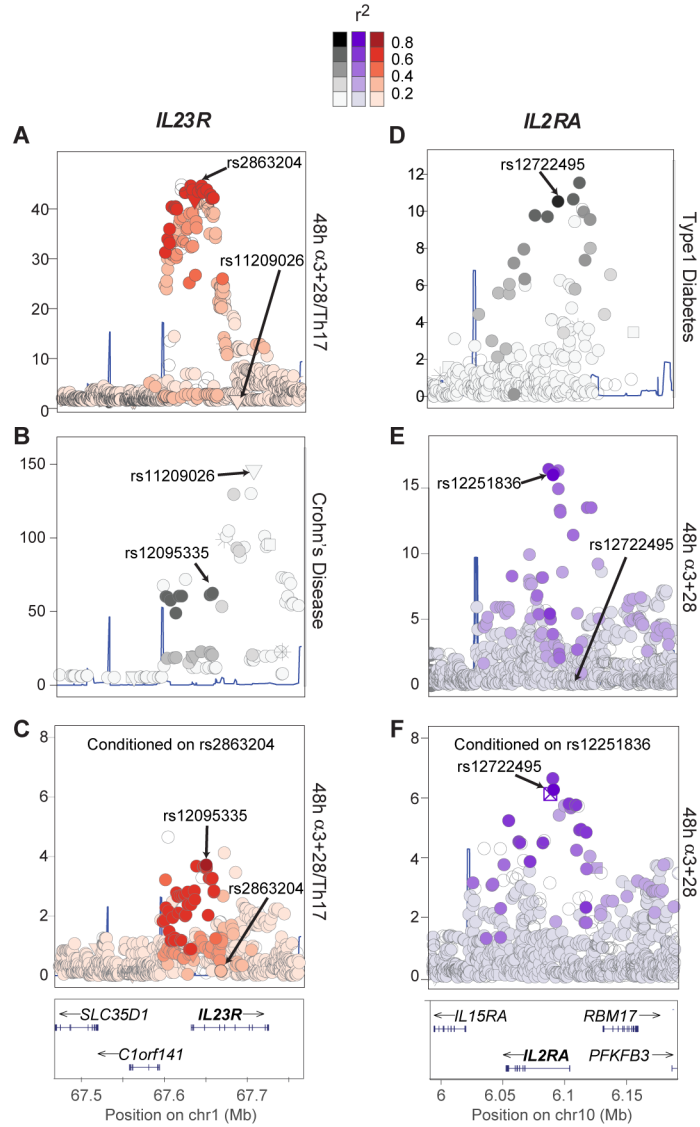 r2
0.8
0.6
0.4
0.2
IL23R
IL2RA
A
rs2863204
rs11209026
40
30
20
10
0
48h α3+28/Th17
D
rs12722495
12
10
8
6
4
2
0
Type1 Diabetes
B
rs11209026
rs12095335
150
100
50
0
Crohn's Disease
E
rs12251836
rs12722495
15
10
5
0
48h α3+28
C
Conditioned on rs2863204
rs12095335
rs2863204
8
6
4
2
0
48h α3+28/Th17
F
Conditioned on rs12251836
rs12722495
8
6
4
2
0
48h α3+28
SLC35D1
IL23R
C1orf141
67.5
67.6
67.7
Position on chr1 (Mb)
IL15RA
RBM17
IL2RA
PFKFB3
6
6.05
6.1
6.15
Position on chr10 (Mb)